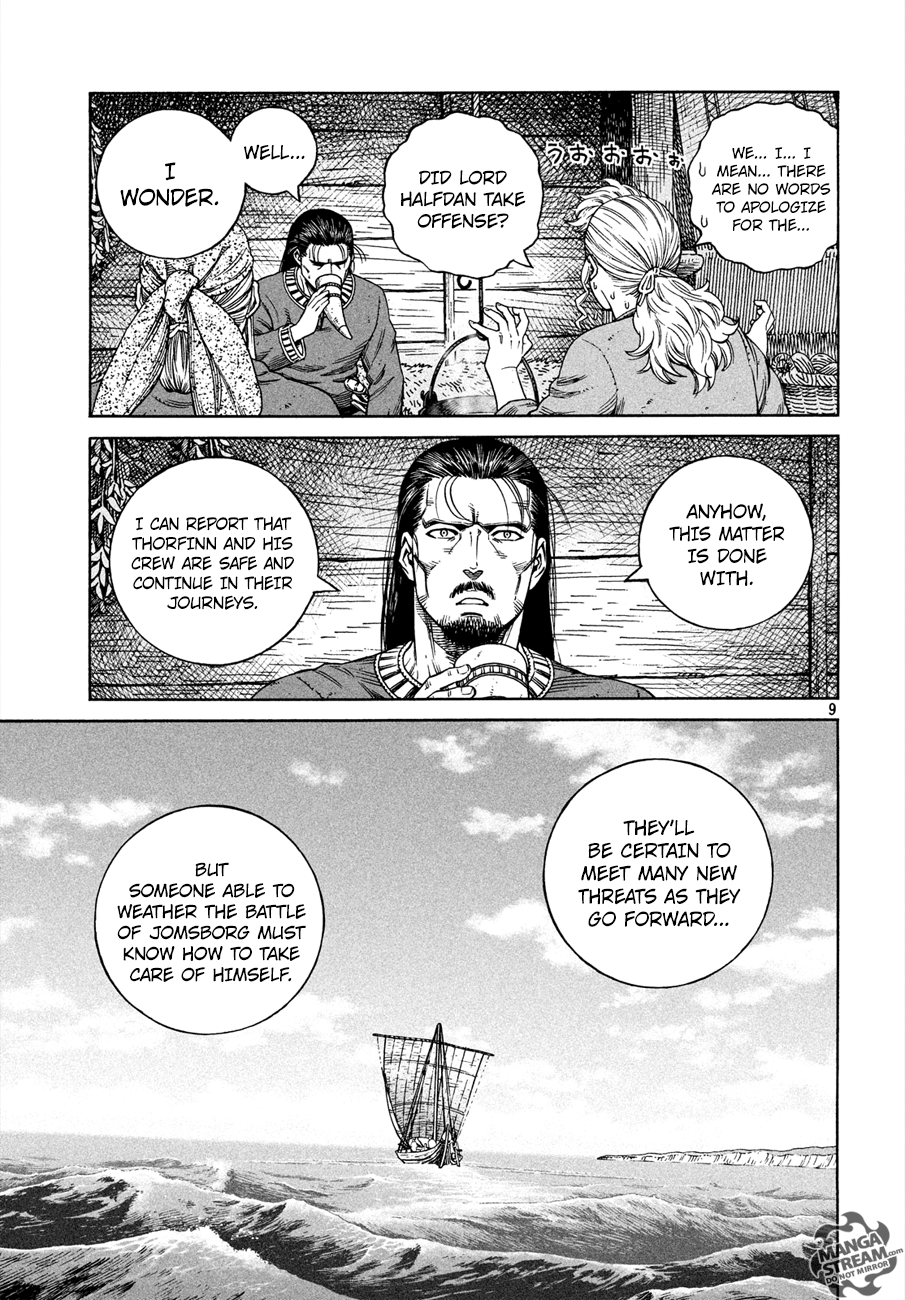 WE... I... I
MEAN... THERE
ARE NO WORDS
TO APOLOGIZE
FOR THE...
うおおおぉ
DID LORD
HALFDAN TAKE
OFFENSE?
WELL...
I
WONDER.
ANYHOW,
THIS MATTER
IS DONE
WITH.
I CAN REPORT THAT
THORFINN AND HIS
CREW ARE SAFE AND
CONTINUE IN THEIR
JOURNEYS.
9
THEY'LL
BE CERTAIN TO
MEET MANY NEW
THREATS AS THEY
GO FORWARD...
BUT
SOMEONE ABLE TO
WEATHER THE BATTLE
OF JOMSBORG MUST
KNOW HOW TO TAKE
CARE OF HIMSELF.
MANGA
STREAM.com
DO NOT MIRROR